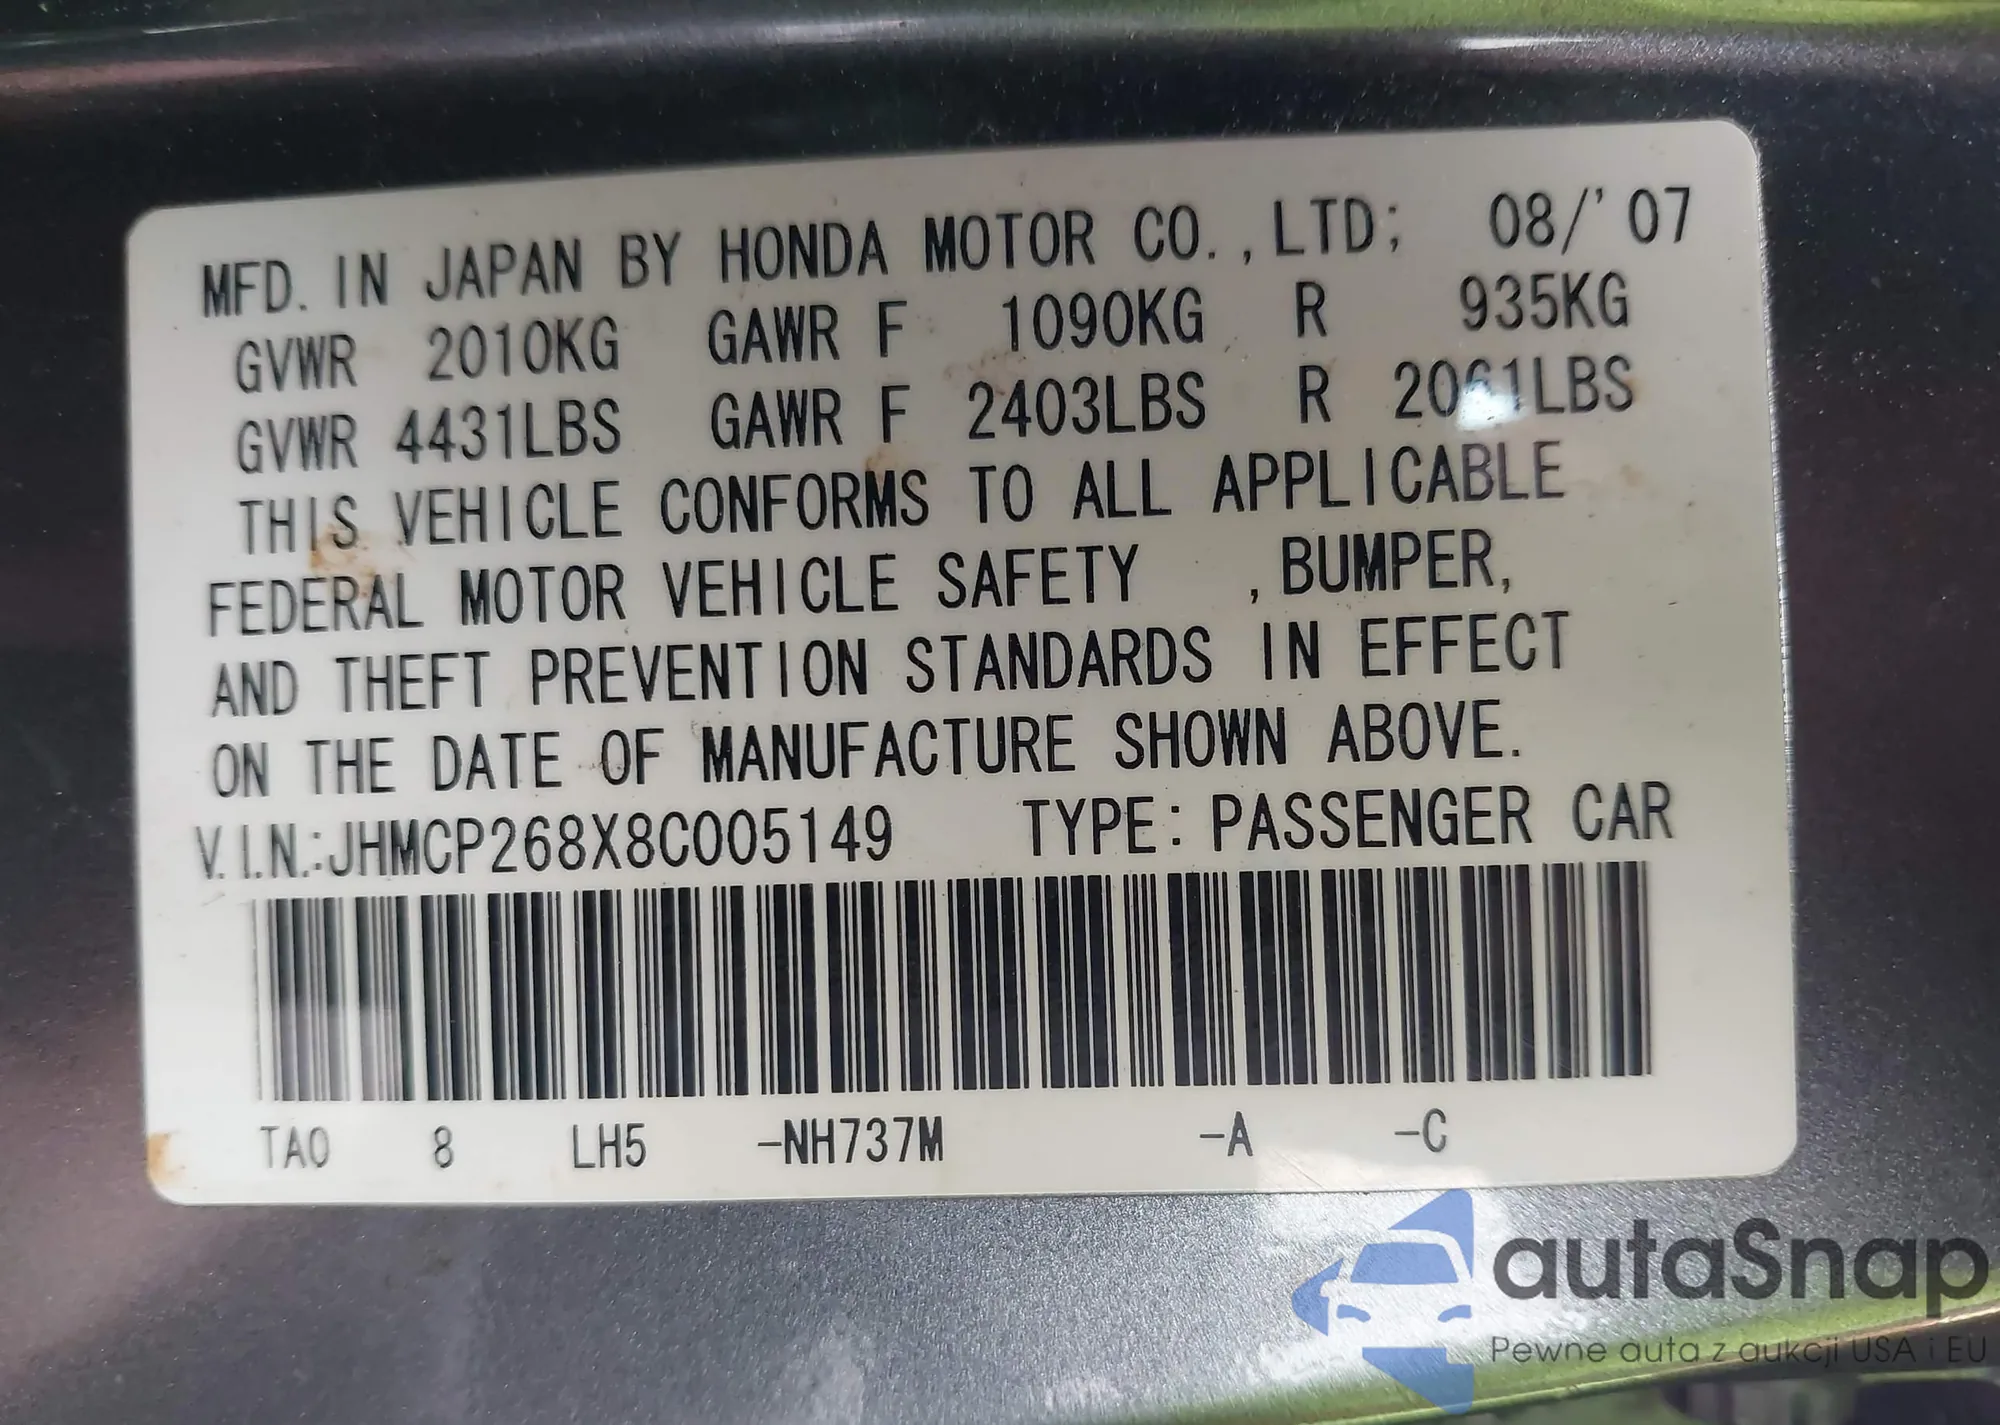 MFD. IN JAPAN BY HONDA MOTOR CO.,LTD; 08/'07
GVWR 2010KG GAWR F 1090KG R 935KG
GVWR 4431LBS GAWR F 2403LBS R 2061LBS
THIS VEHICLE CONFORMS TO ALL APPLICABLE
FEDERAL MOTOR VEHICLE SAFETY ,BUMPER,
AND THEFT PREVENTION STANDARDS IN EFFECT
ON THE DATE OF MANUFACTURE SHOWN ABOVE.
V.I.N.:JHMCP268X8C005149 TYPE: PASSENGER CAR
TA0 8 LH5 -NH737M -A -C
autaSnap
Pewne auta z aukcji USA i EU